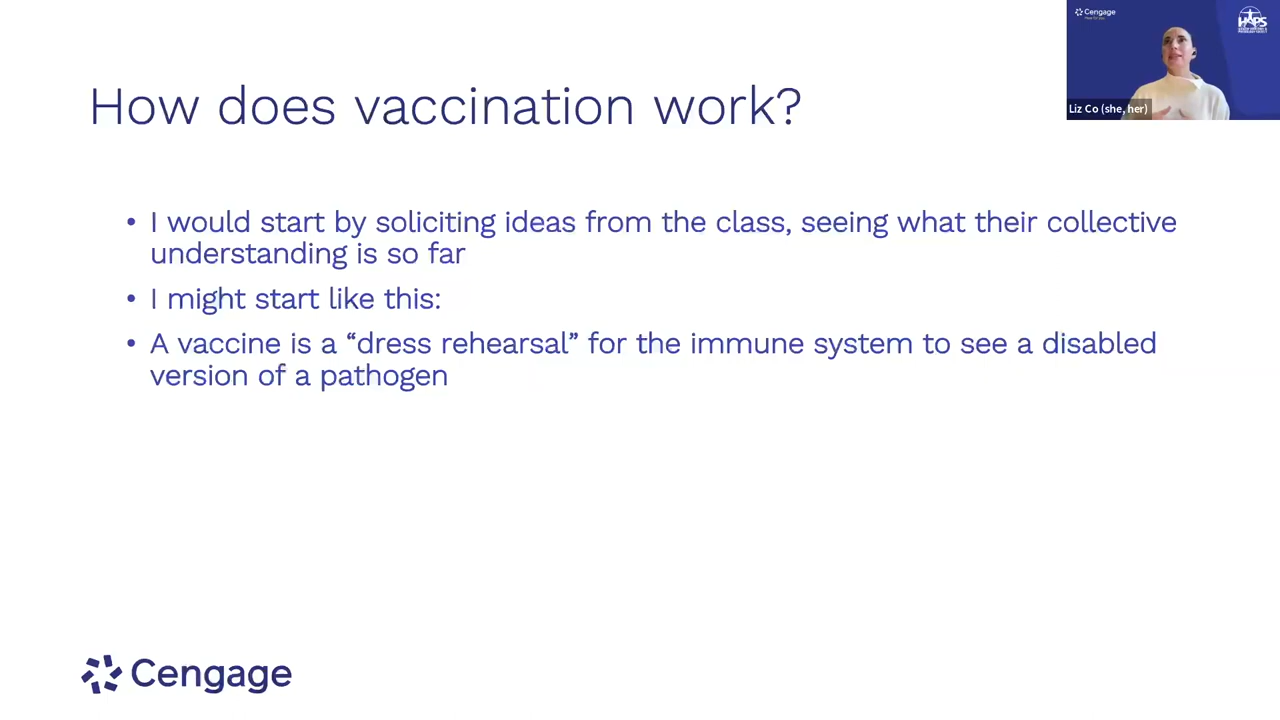 Cengage
HAPS
Liz Co (she, her)
How does vaccination work?
• I would start by soliciting ideas from the class, seeing what their collective
understanding is so far
• I might start like this:
• A vaccine is a “dress rehearsal” for the immune system to see a disabled
version of a pathogen
Cengage